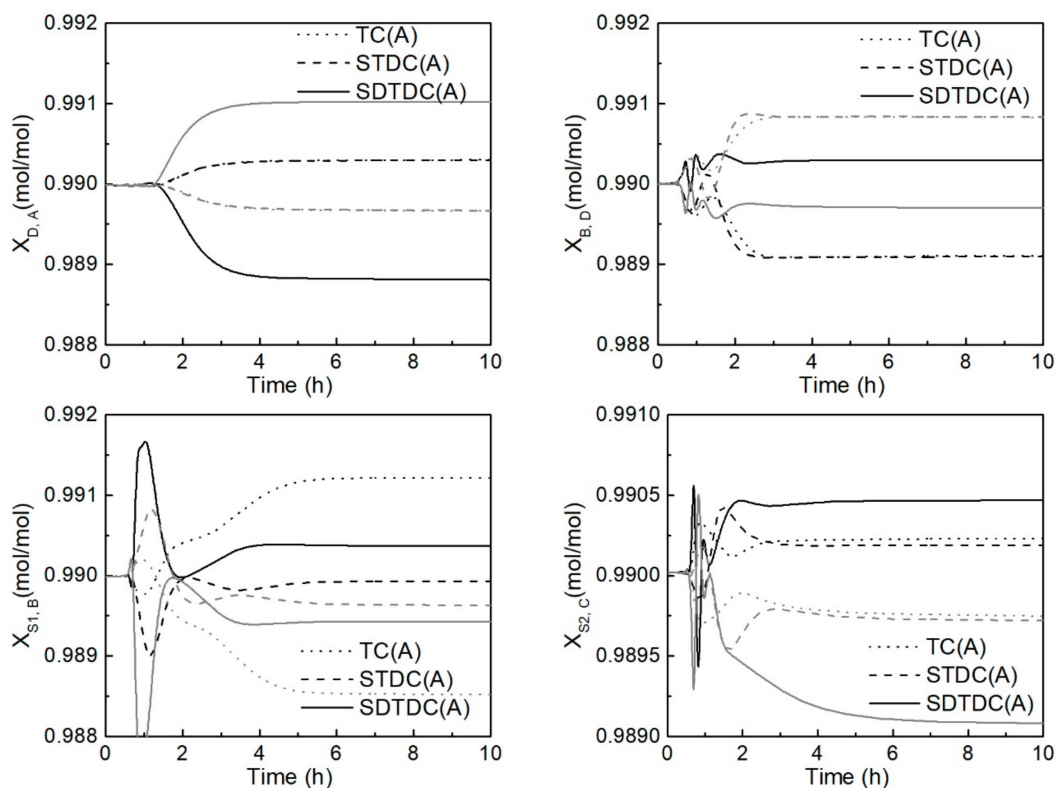 0.992
0.991
0.990
0.989
0.988
X_D, A (mol/mol)
TC(A)
STDC(A)
SDTDC(A)
0 2 4 6 8 10
Time (h)
0.992
0.991
0.990
0.989
0.988
X_B, D (mol/mol)
TC(A)
STDC(A)
SDTDC(A)
0 2 4 6 8 10
Time (h)
0.992
0.991
0.990
0.989
0.988
X_S1, B (mol/mol)
TC(A)
STDC(A)
SDTDC(A)
0 2 4 6 8 10
Time (h)
0.9910
0.9905
0.9900
0.9895
0.9890
X_S2, C (mol/mol)
TC(A)
STDC(A)
SDTDC(A)
0 2 4 6 8 10
Time (h)